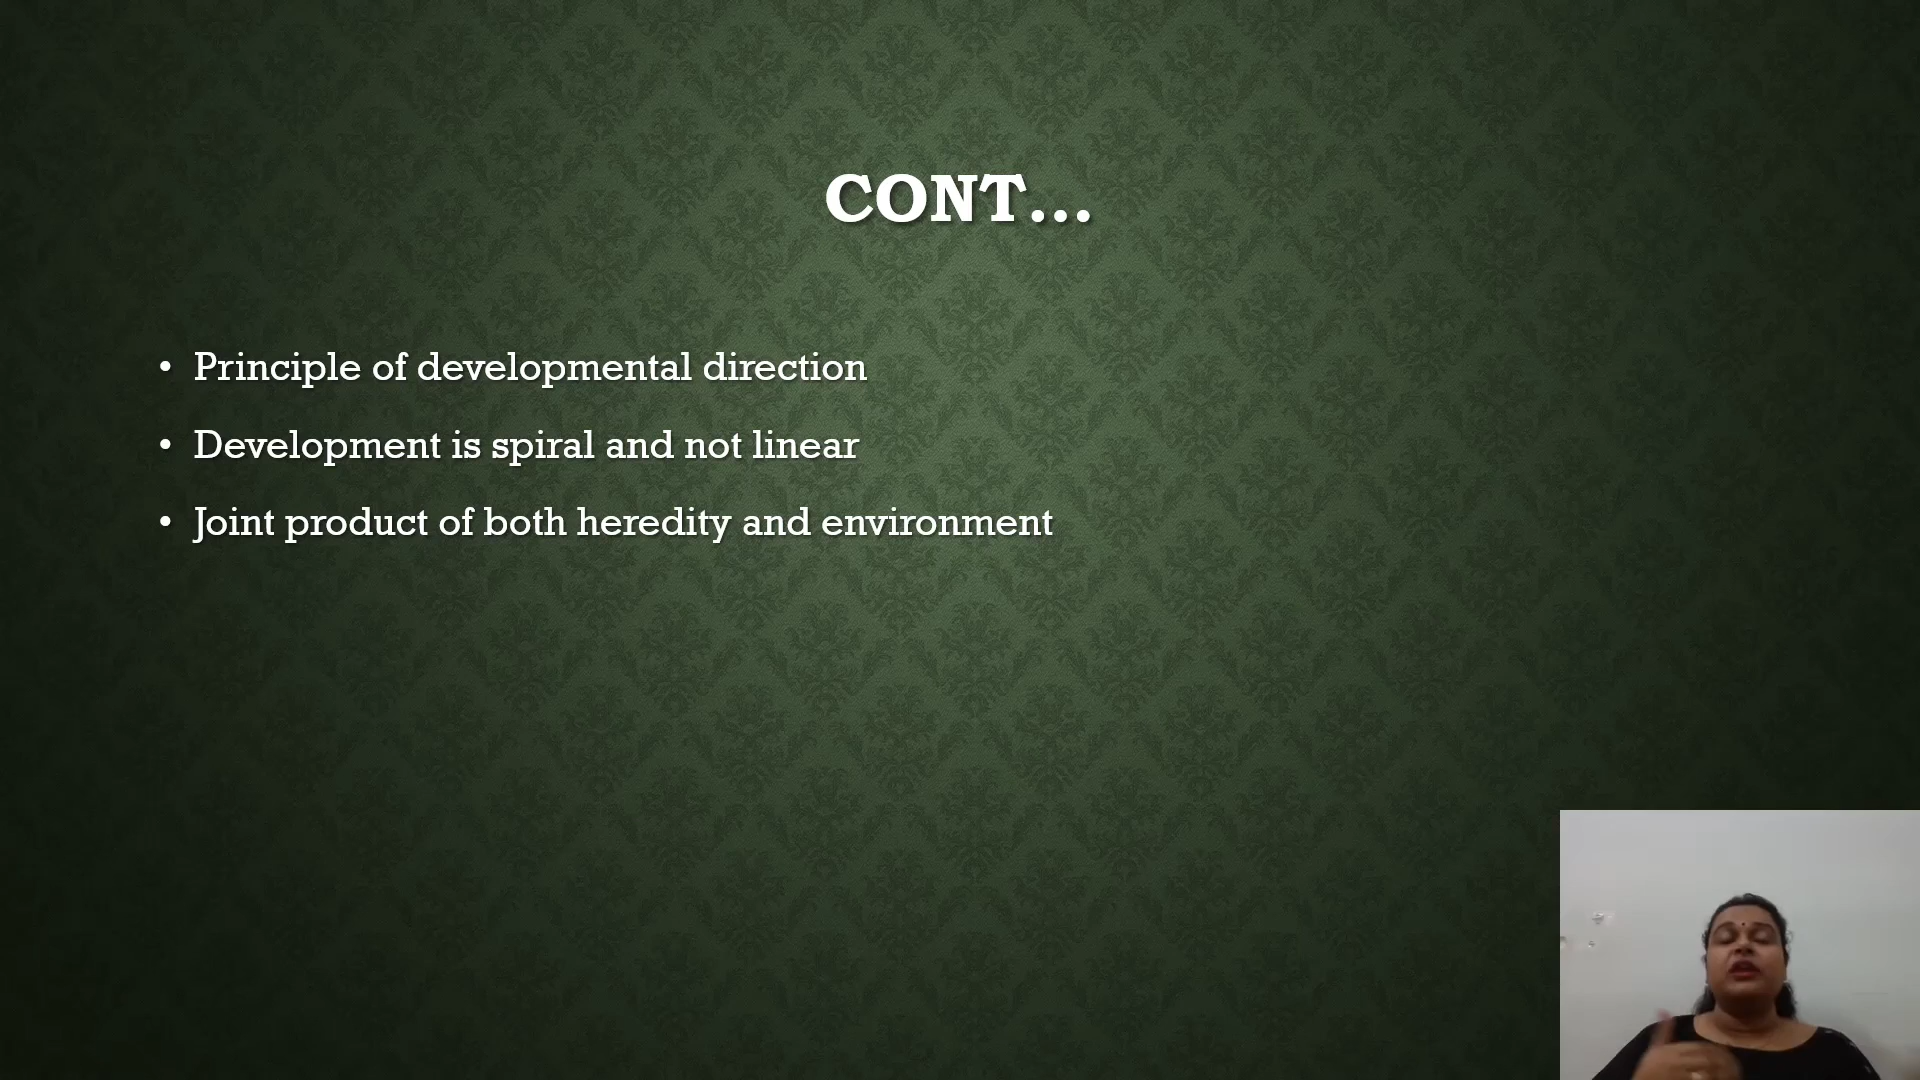 CONT...
• Principle of developmental direction
• Development is spiral and not linear
• Joint product of both heredity and environment